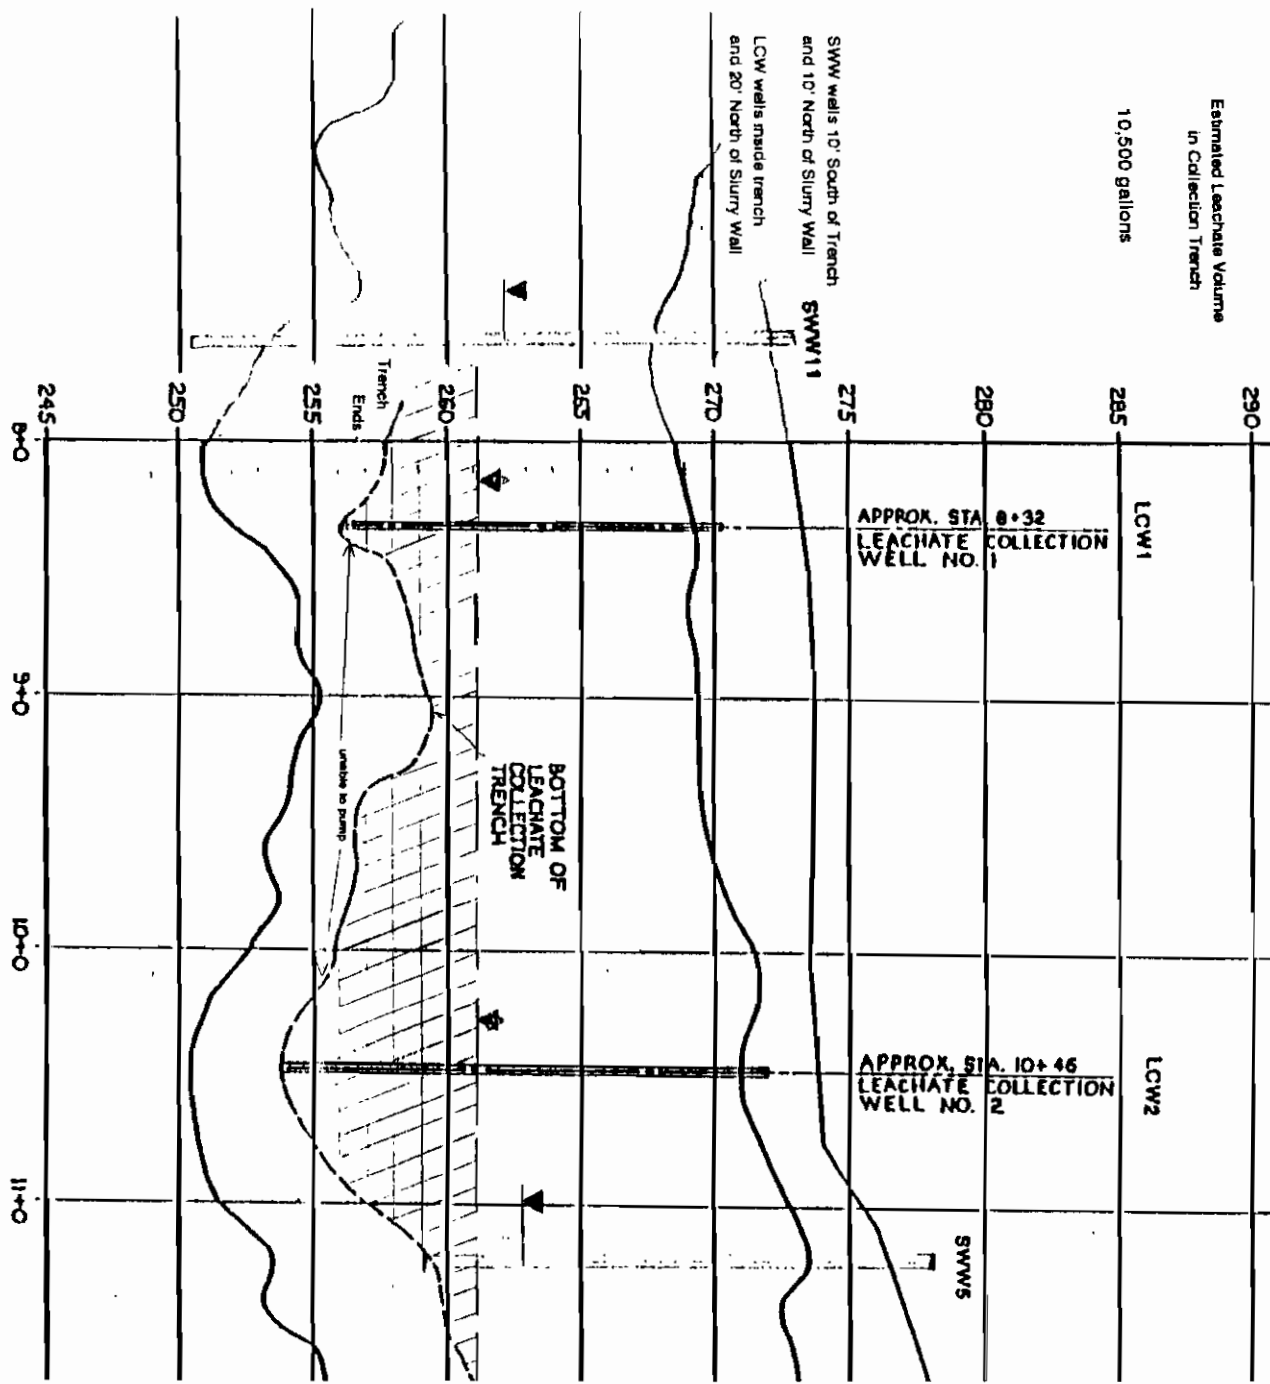 Estimated Leachate Volume
in Collection Trench
10,500 gallons
SWW wells 10' South of Trench
and 10' North of Slurry Wall
LCW wells inside trench
and 20' North of Slurry Wall
SWW11
LCW1
LCW2
SWW5
APPROX. STA. 8+32
LEACHATE COLLECTION
WELL NO. 1
APPROX. STA. 10+46
LEACHATE COLLECTION
WELL NO. 2
BOTTOM OF
LEACHATE
COLLECTION
TRENCH
Trench
Ends
unable to pump
290
285
280
275
270
265
260
255
250
245
8+0
9+0
10+0
11+0